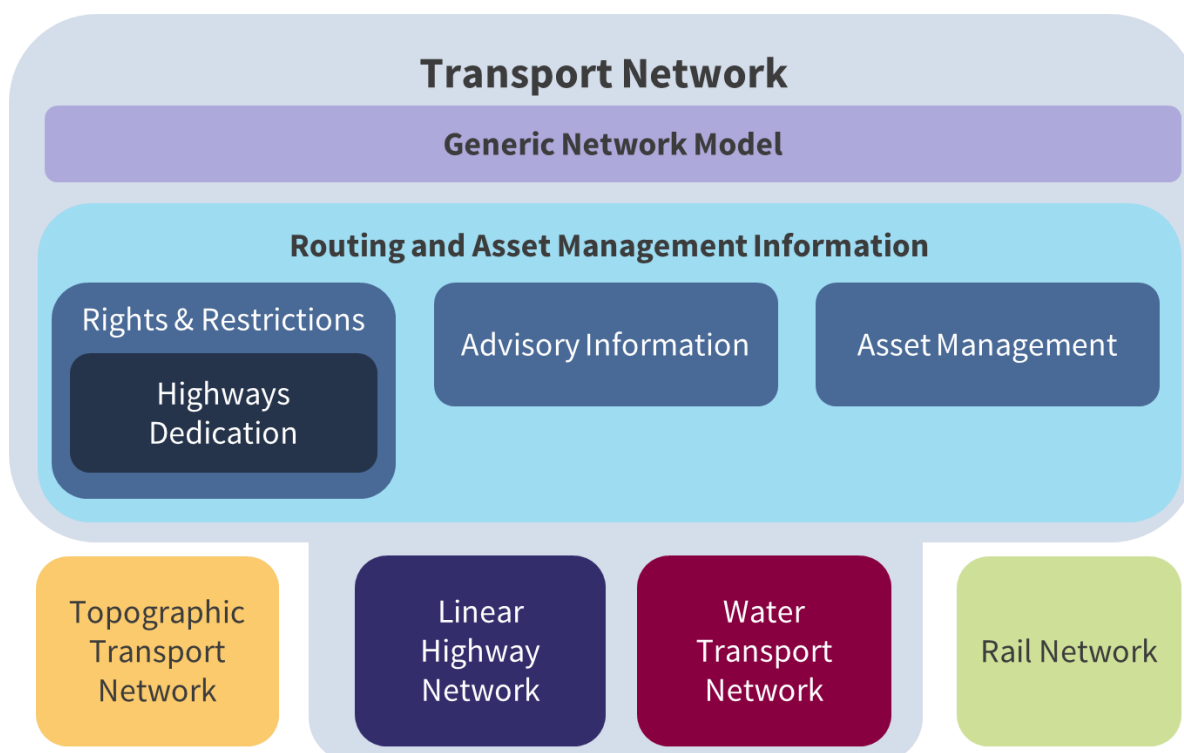 Transport Network
Generic Network Model
Routing and Asset Management Information
Rights & Restrictions
Highways
Dedication
Advisory Information
Asset Management
Topographic
Transport
Network
Linear
Highway
Network
Water
Transport
Network
Rail Network